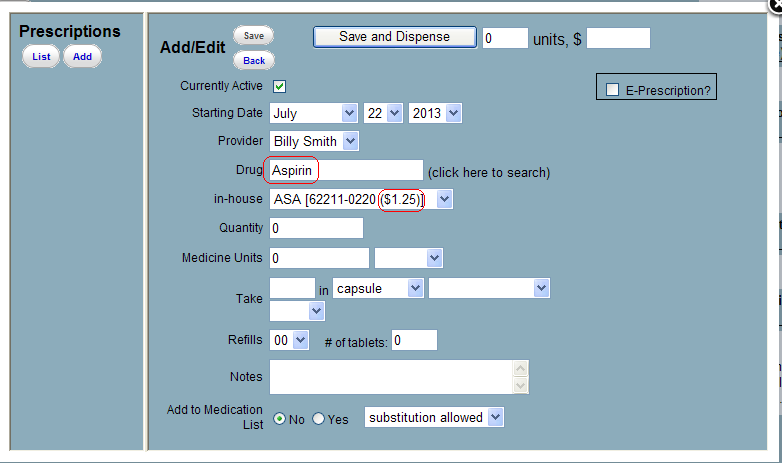 Prescriptions
List Add
Add/Edit Save
Back
Save and Dispense 0 units, $
Currently Active
E-Prescription?
Starting Date July 22 2013
Provider Billy Smith
Drug Aspirin (click here to search)
in-house ASA [62211-0220 ($1.25)]
Quantity 0
Medicine Units 0
Take in capsule
Refills 00 # of tablets: 0
Notes
Add to Medication
List No Yes substitution allowed